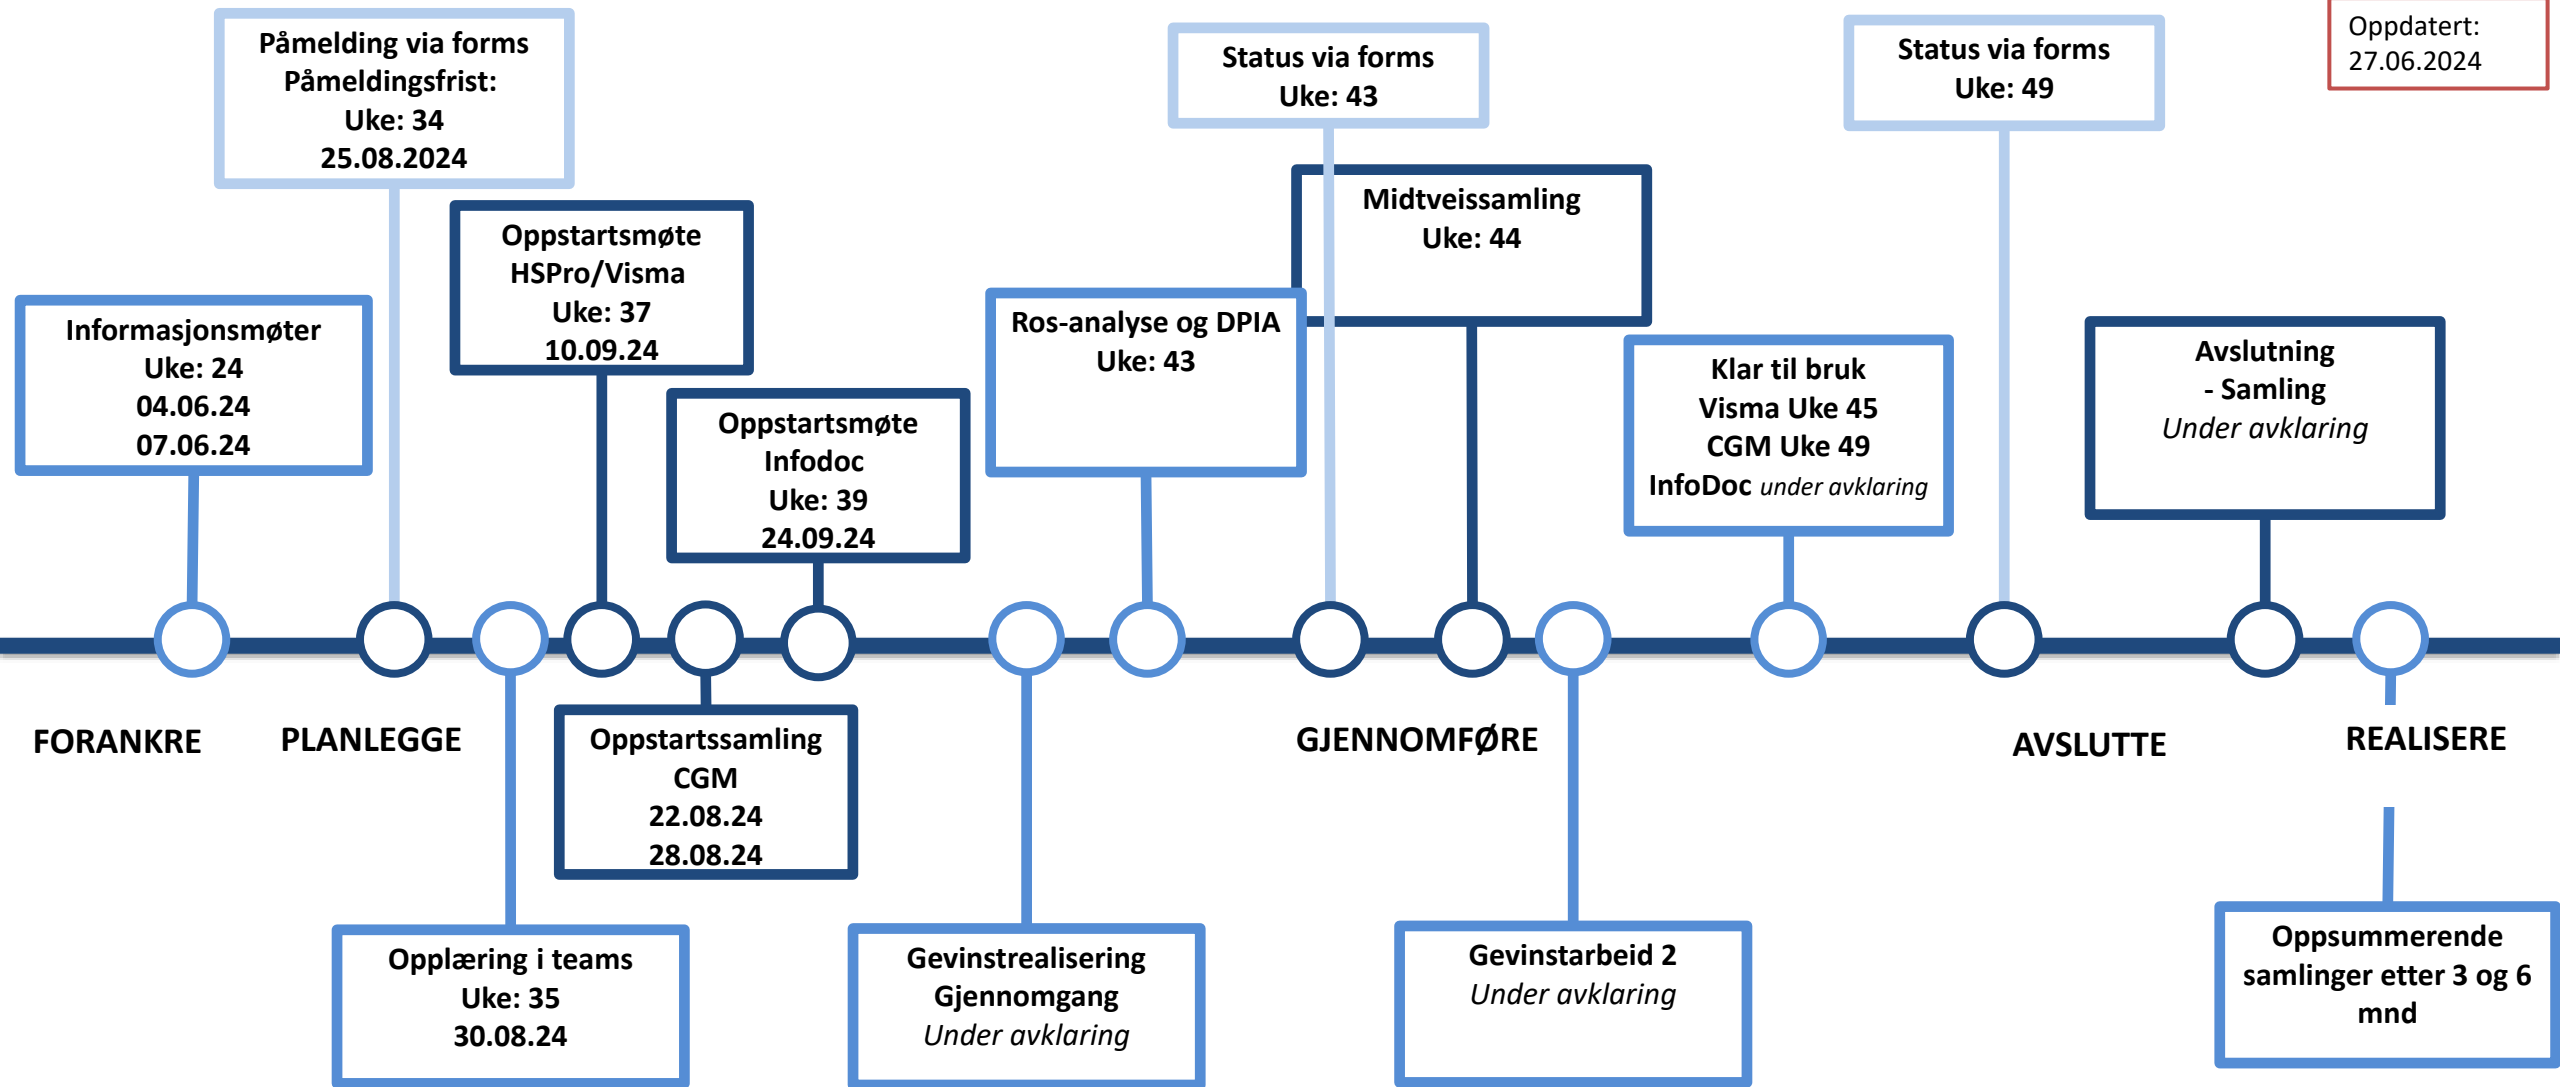 Påmelding via forms
Påmeldingsfrist:
Uke: 34
25.08.2024
Status via forms
Uke: 43
Status via forms
Uke: 49
Oppdatert:
27.06.2024
Informasjonsmøter
Uke: 24
04.06.24
07.06.24
Oppstartsmøte
HSPro/Visma
Uke: 37
10.09.24
Oppstartsmøte
Infodoc
Uke: 39
24.09.24
Ros-analyse og DPIA
Uke: 43
Midtveissamling
Uke: 44
Klar til bruk
Visma Uke 45
CGM Uke 49
InfoDoc under avklaring
Avslutning
- Samling
Under avklaring
FORANKRE
PLANLEGGE
GJENNOMFØRE
AVSLUTTE
REALISERE
Oppstartssamling
CGM
22.08.24
28.08.24
Opplæring i teams
Uke: 35
30.08.24
Gevinstrealisering
Gjennomgang
Under avklaring
Gevinstarbeid 2
Under avklaring
Oppsummerende
samlinger etter 3 og 6
mnd